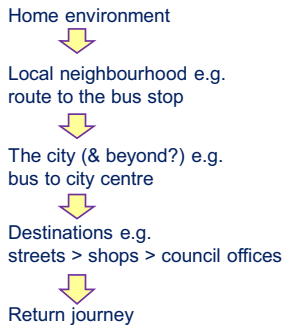 Home environment
Local neighbourhood e.g.
route to the bus stop
The city (& beyond?) e.g.
bus to city centre
Destinations e.g.
streets > shops > council offices
Return journey